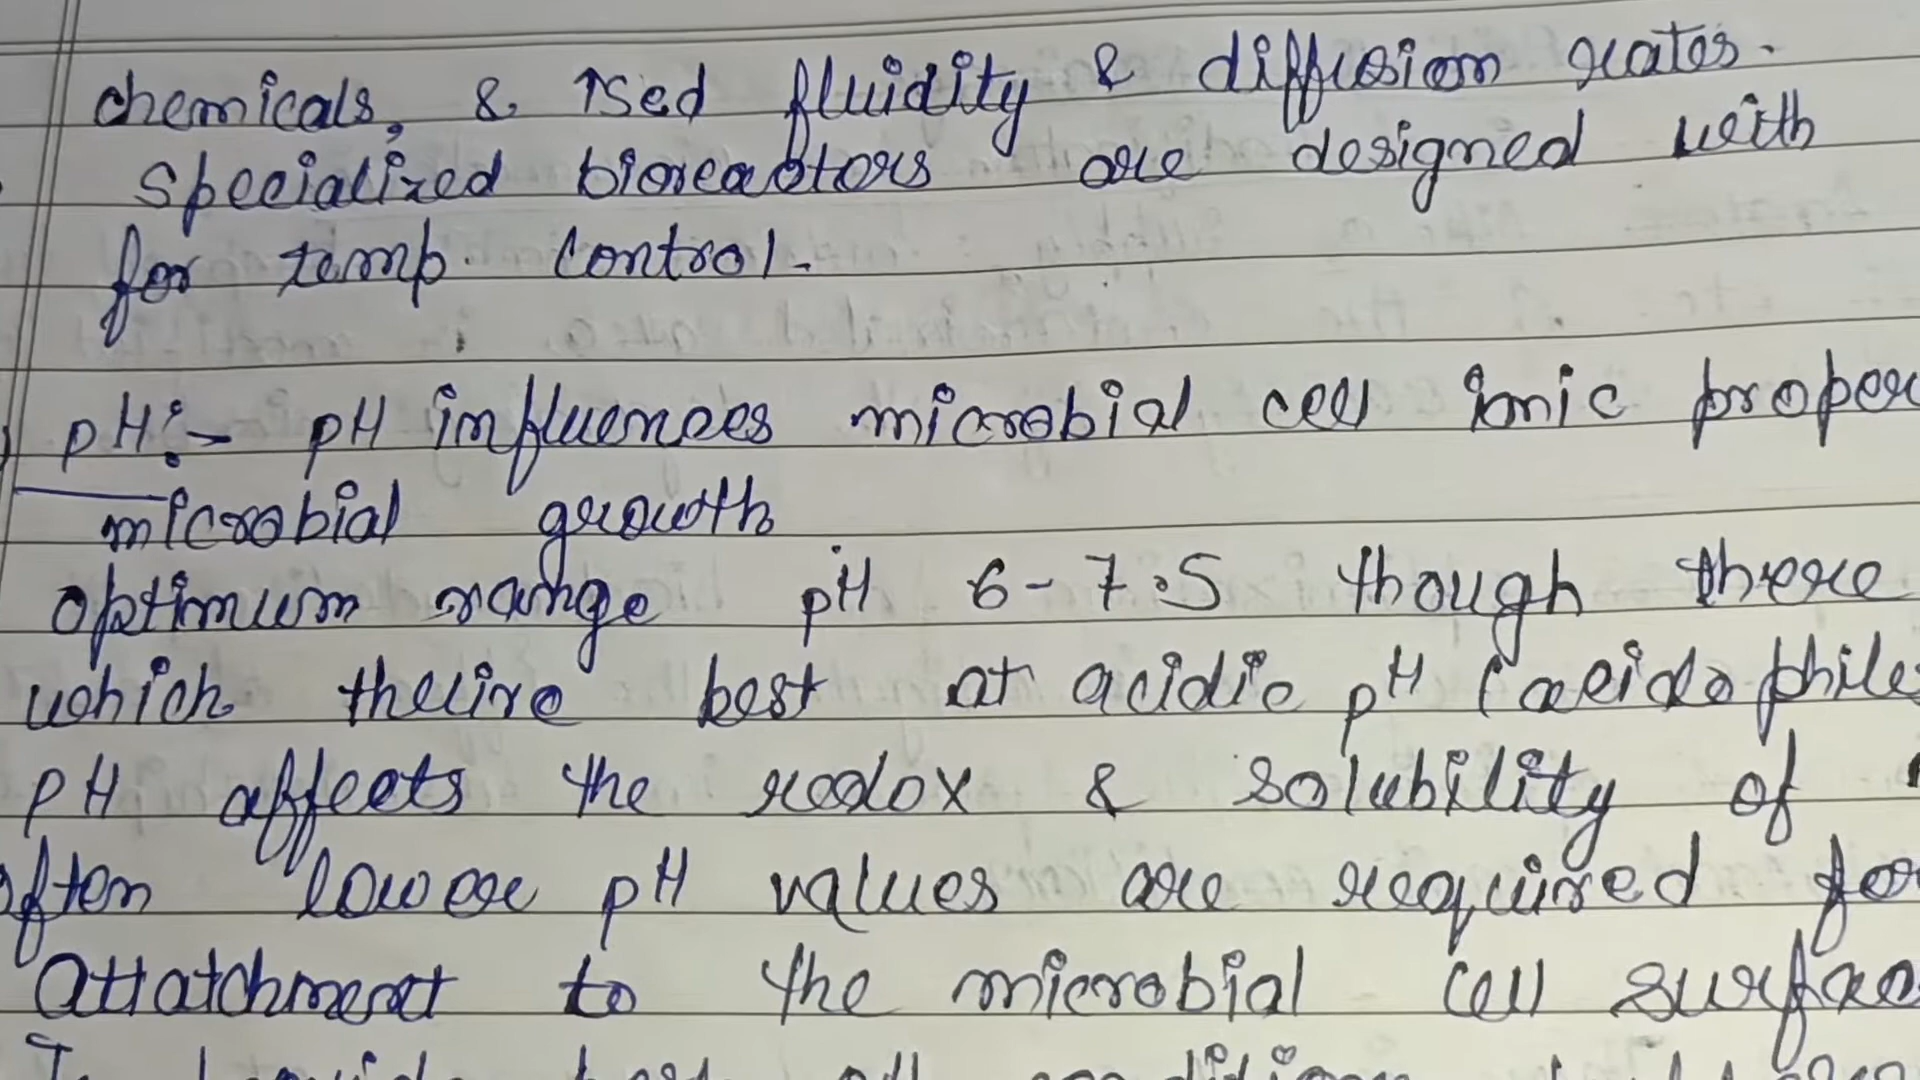 chemicals, & ↑sed fluidity & diffusion rates.
Specialized bioreactors are designed with
for temp. control.
pH:- pH influences microbial cell ionic proper
microbial growth
optimum range pH 6-7.5 though there
which thrive best at acidic pH (acidophile
pH affects the redox & solubility of
often lower pH values are required for
Attatchment to the microbial cell surfac